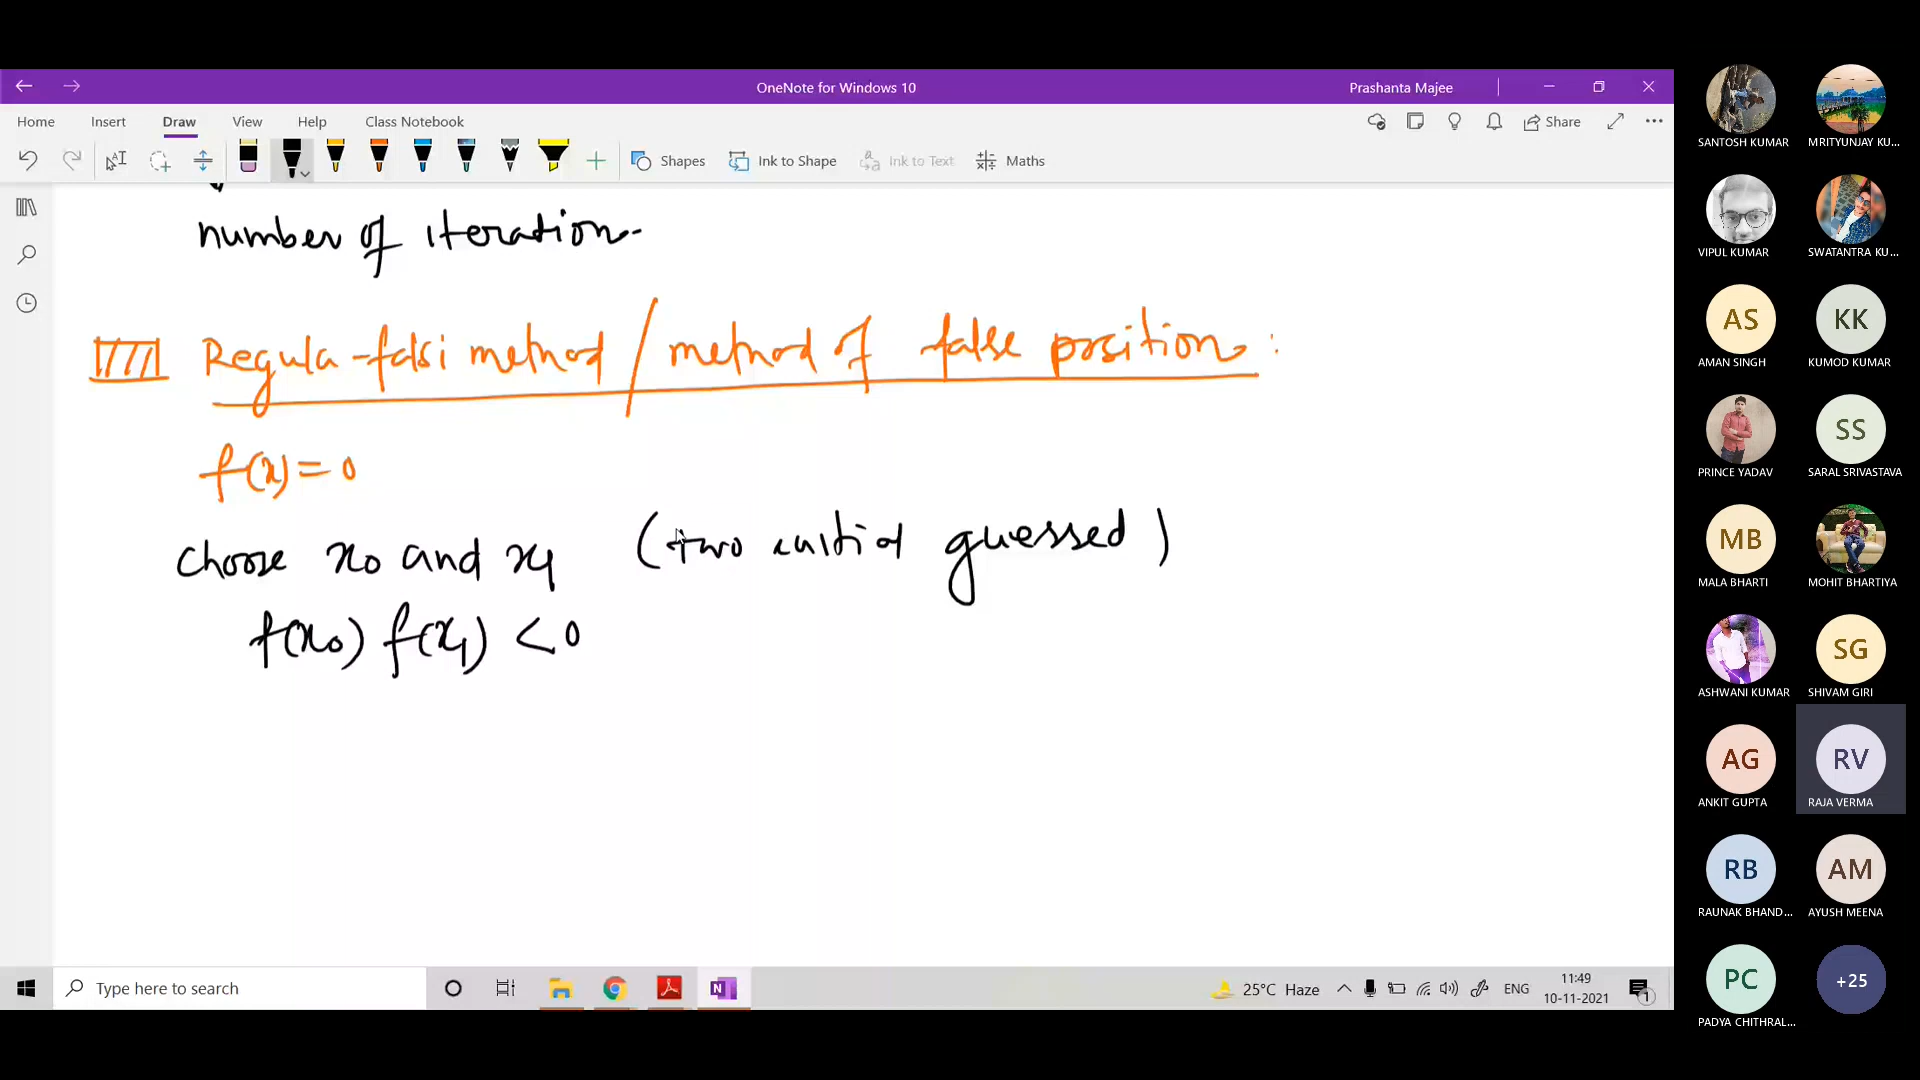 OneNote for Windows 10
Prashanta Majee
Home Insert Draw View Help Class Notebook Share
Shapes Ink to Shape Ink to Text Maths
number of iteration.
Regula-falsi method / method of false position :
f(x) = 0
choose x₀ and x₁ (two initial guessed)
f(x₀) f(x₁) < 0
SANTOSH KUMAR MRITYUNJAY KU...
VIPUL KUMAR SWATANTRA KU...
AS KK
AMAN SINGH KUMOD KUMAR
SS
PRINCE YADAV SARAL SRIVASTAVA
MB
MALA BHARTI MOHIT BHARTIYA
SG
ASHWANI KUMAR SHIVAM GIRI
AG RV
ANKIT GUPTA RAJA VERMA
RB AM
RAUNAK BHAND... AYUSH MEENA
PC +25
PADYA CHITHRAL...
Type here to search
25°C Haze
ENG
11:49
10-11-2021
1